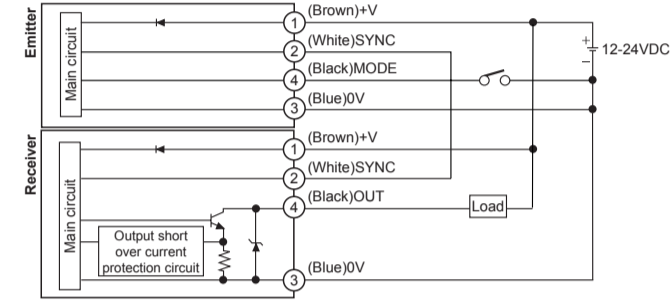 Emitter
Main circuit
1 (Brown)+V
2 (White)SYNC
4 (Black)MODE
3 (Blue)0V
+
−
12-24VDC
Receiver
Main circuit
1 (Brown)+V
2 (White)SYNC
4 (Black)OUT
Load
Output short
over current
protection circuit
3 (Blue)0V